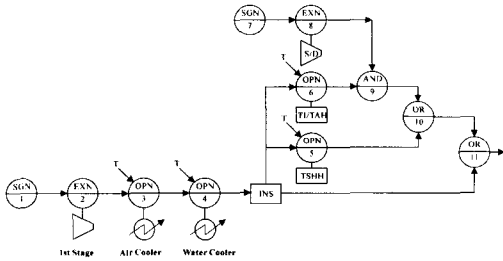 SGN
7
EXN
8
S/D
T
OPN
6
TI/TAH
AND
9
T
OPN
5
TSHH
OR
10
OR
11
SGN
1
EXN
2
1st Stage
T
OPN
3
Air Cooler
T
OPN
4
Water Cooler
INS